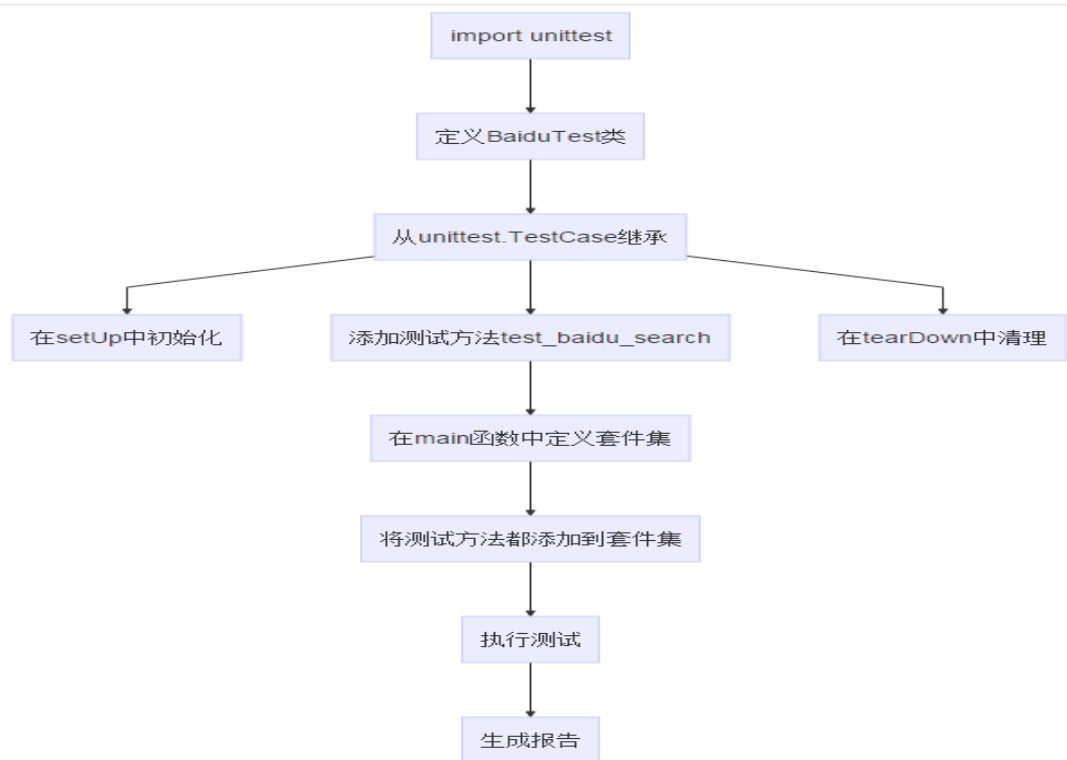 import unittest
定义BaiduTest类
从unittest.TestCase继承
在setUp中初始化
添加测试方法test_baidu_search
在tearDown中清理
在main函数中定义套件集
将测试方法都添加到套件集
执行测试
生成报告